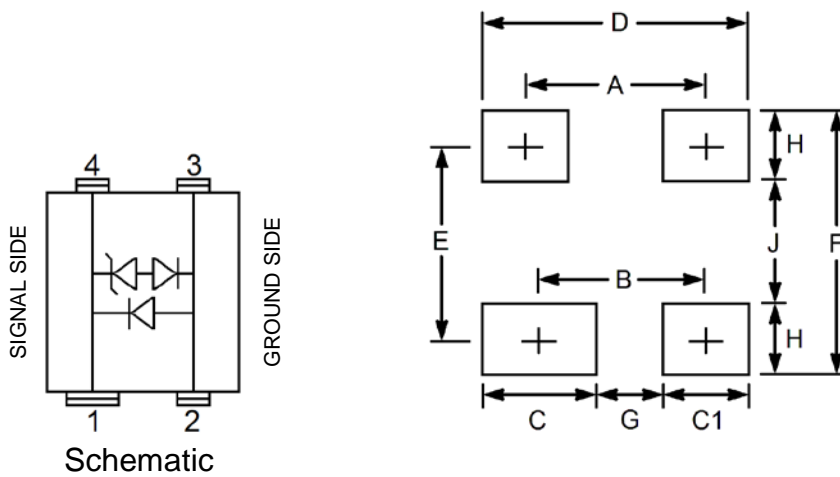 4 3
SIGNAL SIDE
GROUND SIDE
1 2
Schematic
D
A
H
E
J
F
B
H
C G C1